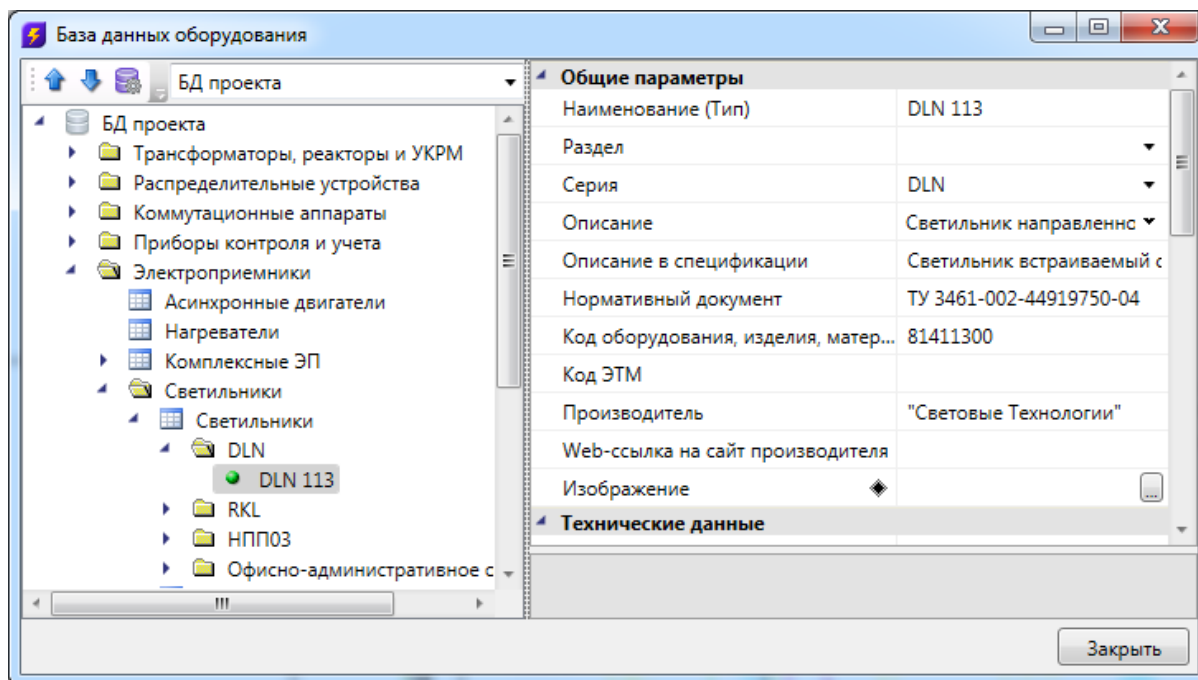 База данных оборудования
БД проекта
БД проекта
Трансформаторы, реакторы и УКРМ
Распределительные устройства
Коммутационные аппараты
Приборы контроля и учета
Электроприемники
Асинхронные двигатели
Нагреватели
Комплексные ЭП
Светильники
Светильники
DLN
DLN 113
RKL
НПП03
Офисно-административное с
Общие параметры
Наименование (Тип) DLN 113
Раздел
Серия DLN
Описание Светильник направленно
Описание в спецификации Светильник встраиваемый с
Нормативный документ ТУ 3461-002-44919750-04
Код оборудования, изделия, матер... 81411300
Код ЭТМ
Производитель "Световые Технологии"
Web-ссылка на сайт производителя
Изображение ...
Технические данные
Закрыть